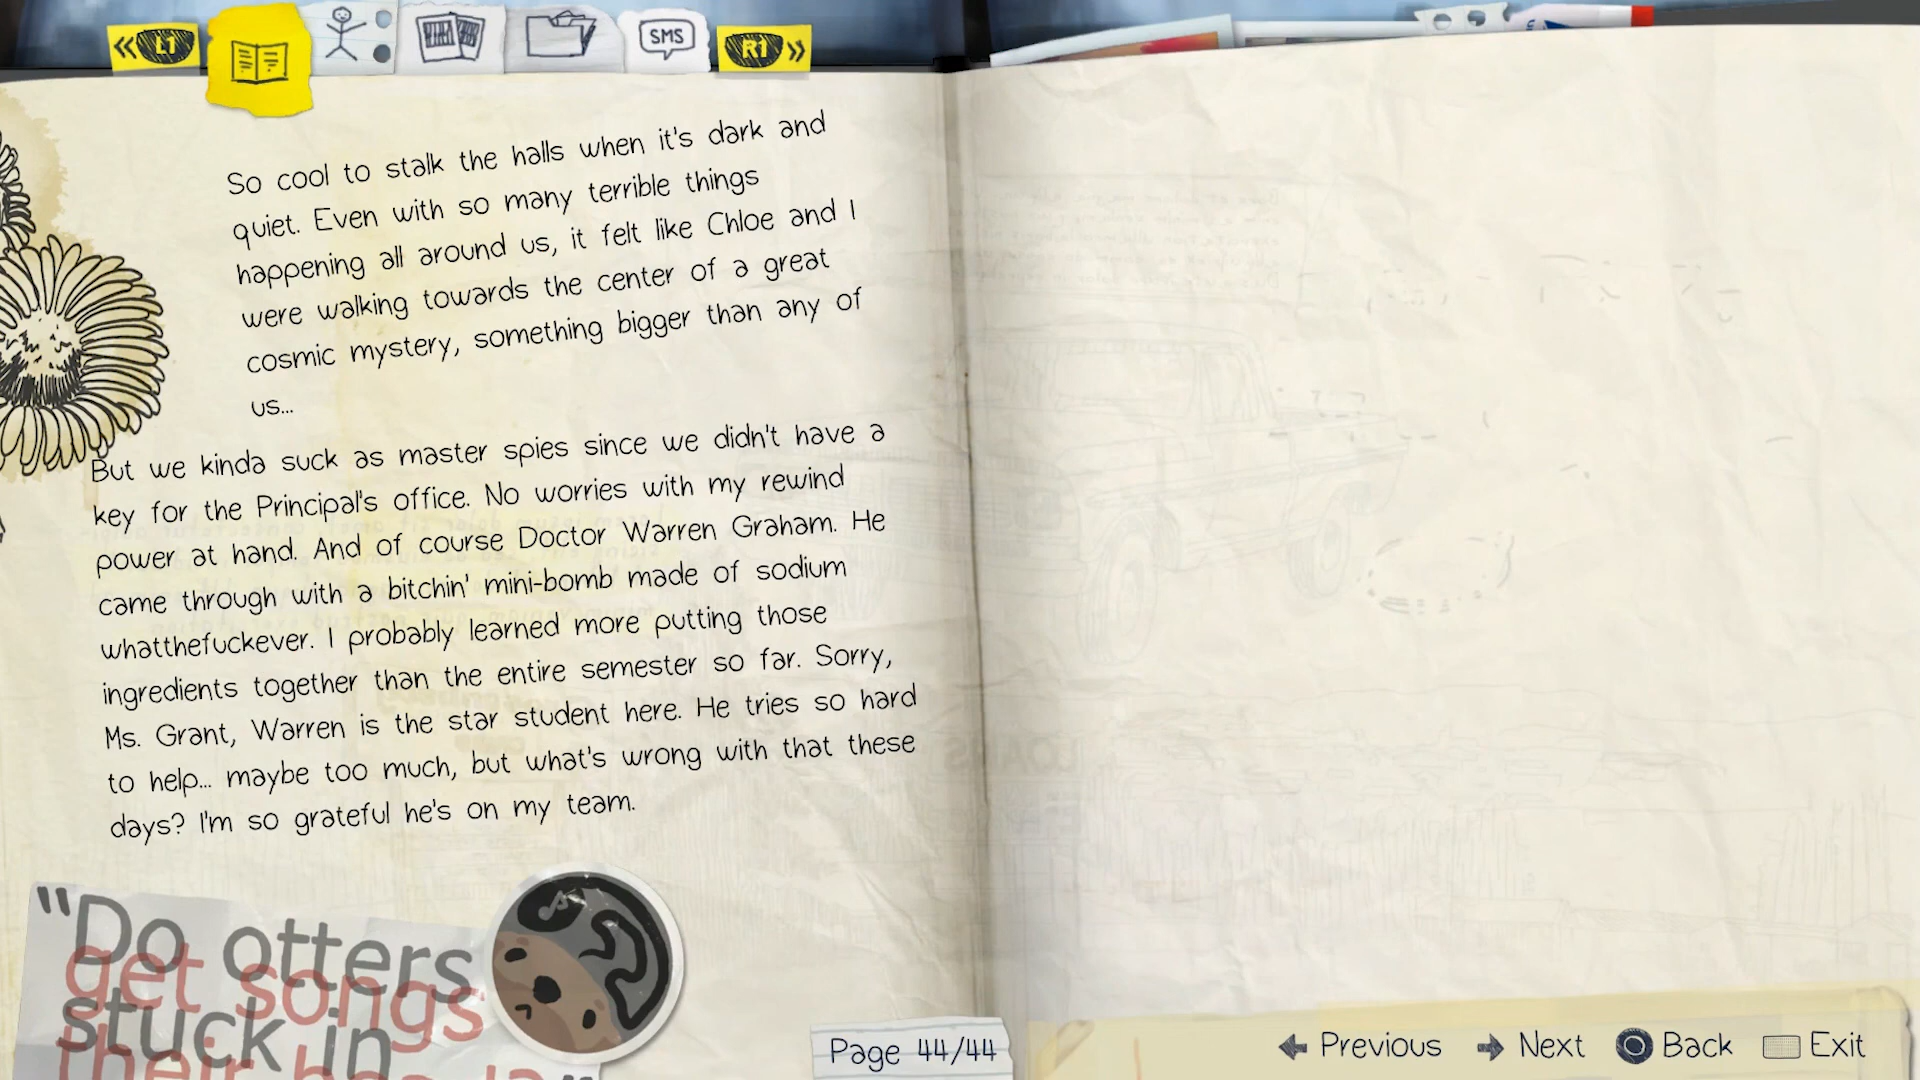 L1
SMS
R1
So cool to stalk the halls when it's dark and
quiet. Even with so many terrible things
happening all around us, it felt like Chloe and I
were walking towards the center of a great
cosmic mystery, something bigger than any of
us...
But we kinda suck as master spies since we didn't have a
key for the Principal's office. No worries with my rewind
power at hand. And of course Doctor Warren Graham. He
came through with a bitchin' mini-bomb made of sodium
whatthefuckever. I probably learned more putting those
ingredients together than the entire semester so far. Sorry,
Ms. Grant, Warren is the star student here. He tries so hard
to help... maybe too much, but what's wrong with that these
days? I'm so grateful he's on my team.
"Do otters
get songs
stuck in
their
Page 44/44
Previous
Next
Back
Exit